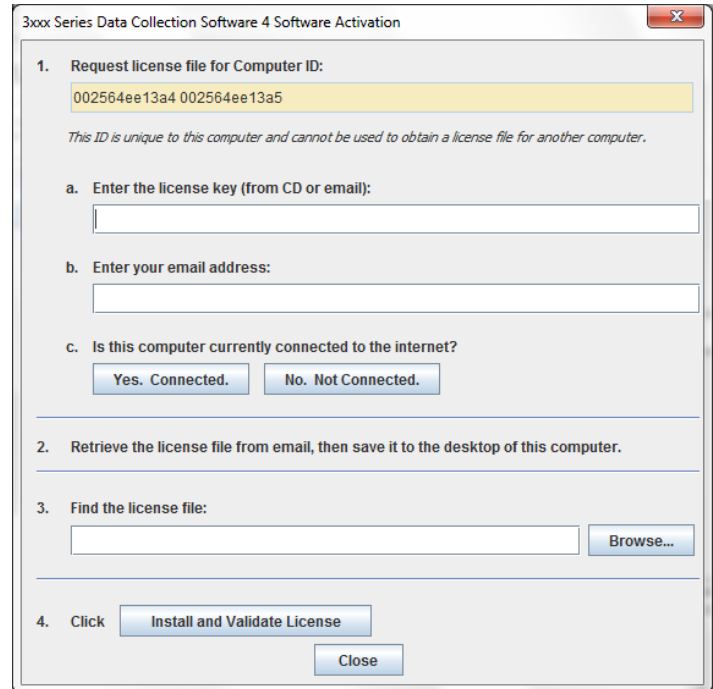 3xxx Series Data Collection Software 4 Software Activation
1. Request license file for Computer ID:
002564ee13a4 002564ee13a5
This ID is unique to this computer and cannot be used to obtain a license file for another computer.
a. Enter the license key (from CD or email):
b. Enter your email address:
c. Is this computer currently connected to the internet?
Yes. Connected. No. Not Connected.
2. Retrieve the license file from email, then save it to the desktop of this computer.
3. Find the license file:
Browse...
4. Click Install and Validate License
Close